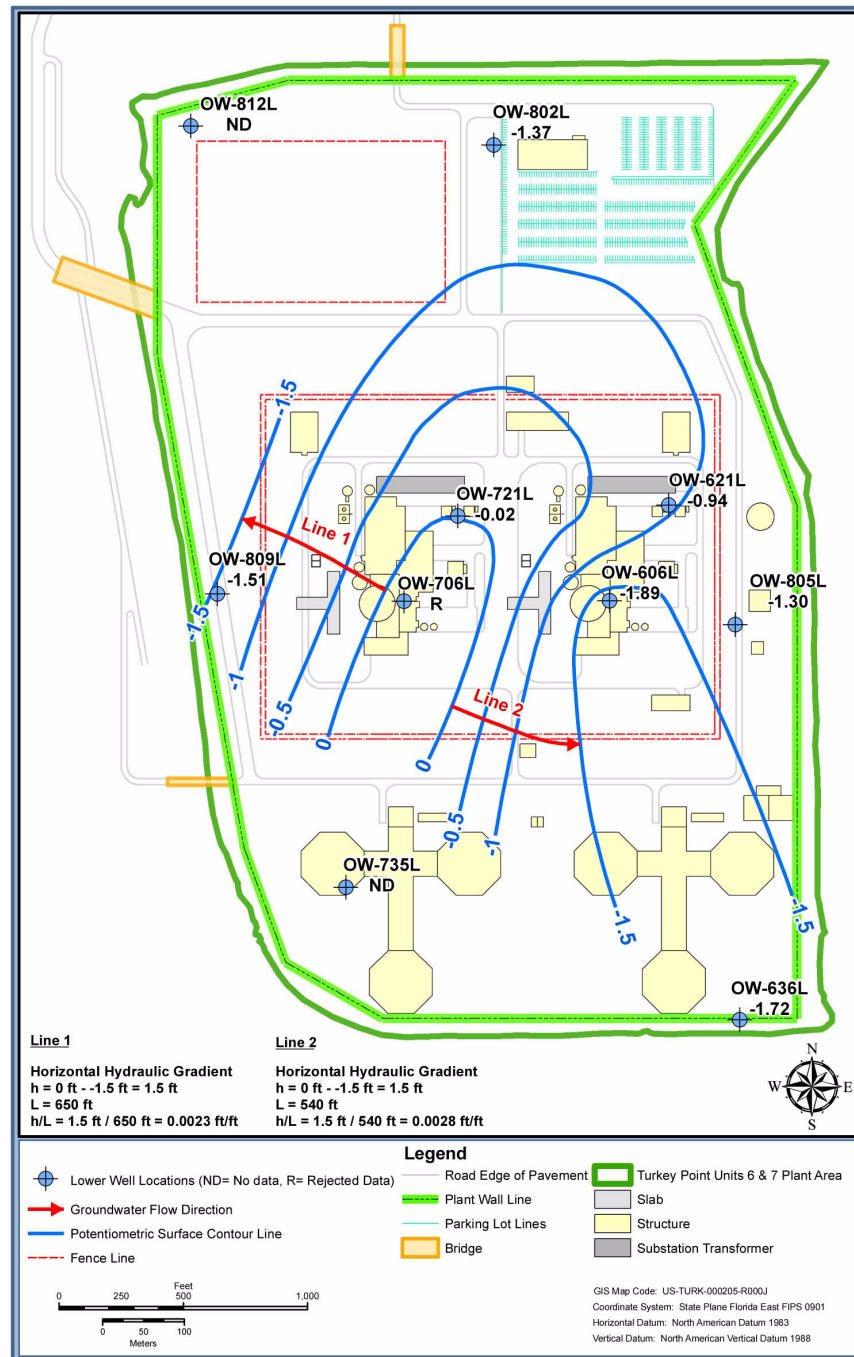 OW-812L
ND
OW-802L
-1.37
-1.5
OW-721L
-0.02
OW-621L
-0.94
Line 1
OW-809L
-1.51
OW-706L
R
OW-606L
-1.89
OW-805L
-1.30
-1.5
-1
-0.5
0
Line 2
0
-0.5
-1
OW-735L
ND
-1.5
-1.5
OW-636L
-1.72
Line 1
Horizontal Hydraulic Gradient
h = 0 ft - -1.5 ft = 1.5 ft
L = 650 ft
h/L = 1.5 ft / 650 ft = 0.0023 ft/ft
Line 2
Horizontal Hydraulic Gradient
h = 0 ft - -1.5 ft = 1.5 ft
L = 540 ft
h/L = 1.5 ft / 540 ft = 0.0028 ft/ft
N
W
E
S
Legend
Lower Well Locations (ND= No data, R= Rejected Data)
Groundwater Flow Direction
Potentiometric Surface Contour Line
Fence Line
Road Edge of Pavement
Plant Wall Line
Parking Lot Lines
Bridge
Turkey Point Units 6 & 7 Plant Area
Slab
Structure
Substation Transformer
Feet
0 250 500 1,000
0 50 100
Meters
GIS Map Code: US-TURK-000205-R000J
Coordinate System: State Plane Florida East FIPS 0901
Horizontal Datum: North American Datum 1983
Vertical Datum: North American Vertical Datum 1988